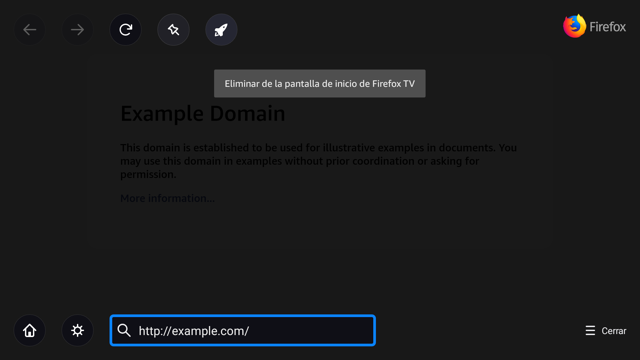 Firefox
Eliminar de la pantalla de inicio de Firefox TV
Example Domain
This domain is established to be used for illustrative examples in documents. You
may use this domain in examples without prior coordination or asking for
permission.
More information...
http://example.com/
Cerrar